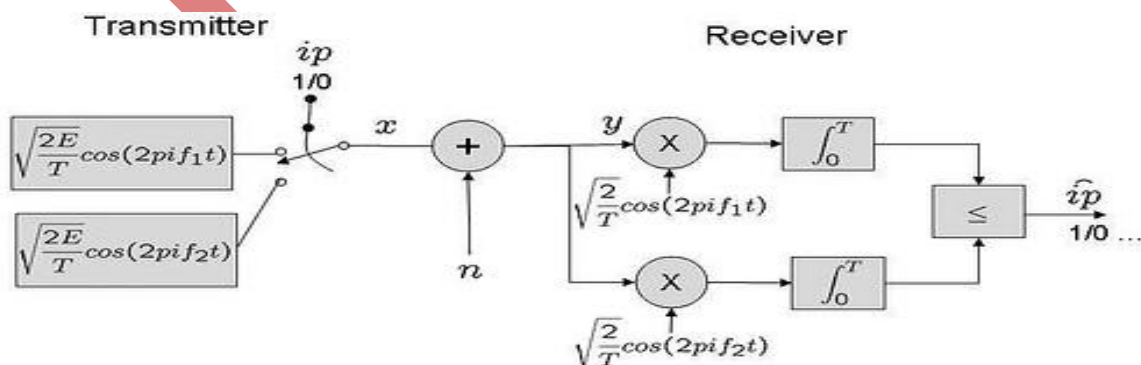 Transmitter
Receiver
ip
1/0
√2E/T cos(2pif₁t)
x
+
y
X
∫₀ᵀ
√2/T cos(2pif₁t)
≤
îp
1/0 ...
√2E/T cos(2pif₂t)
n
X
∫₀ᵀ
√2/T cos(2pif₂t)